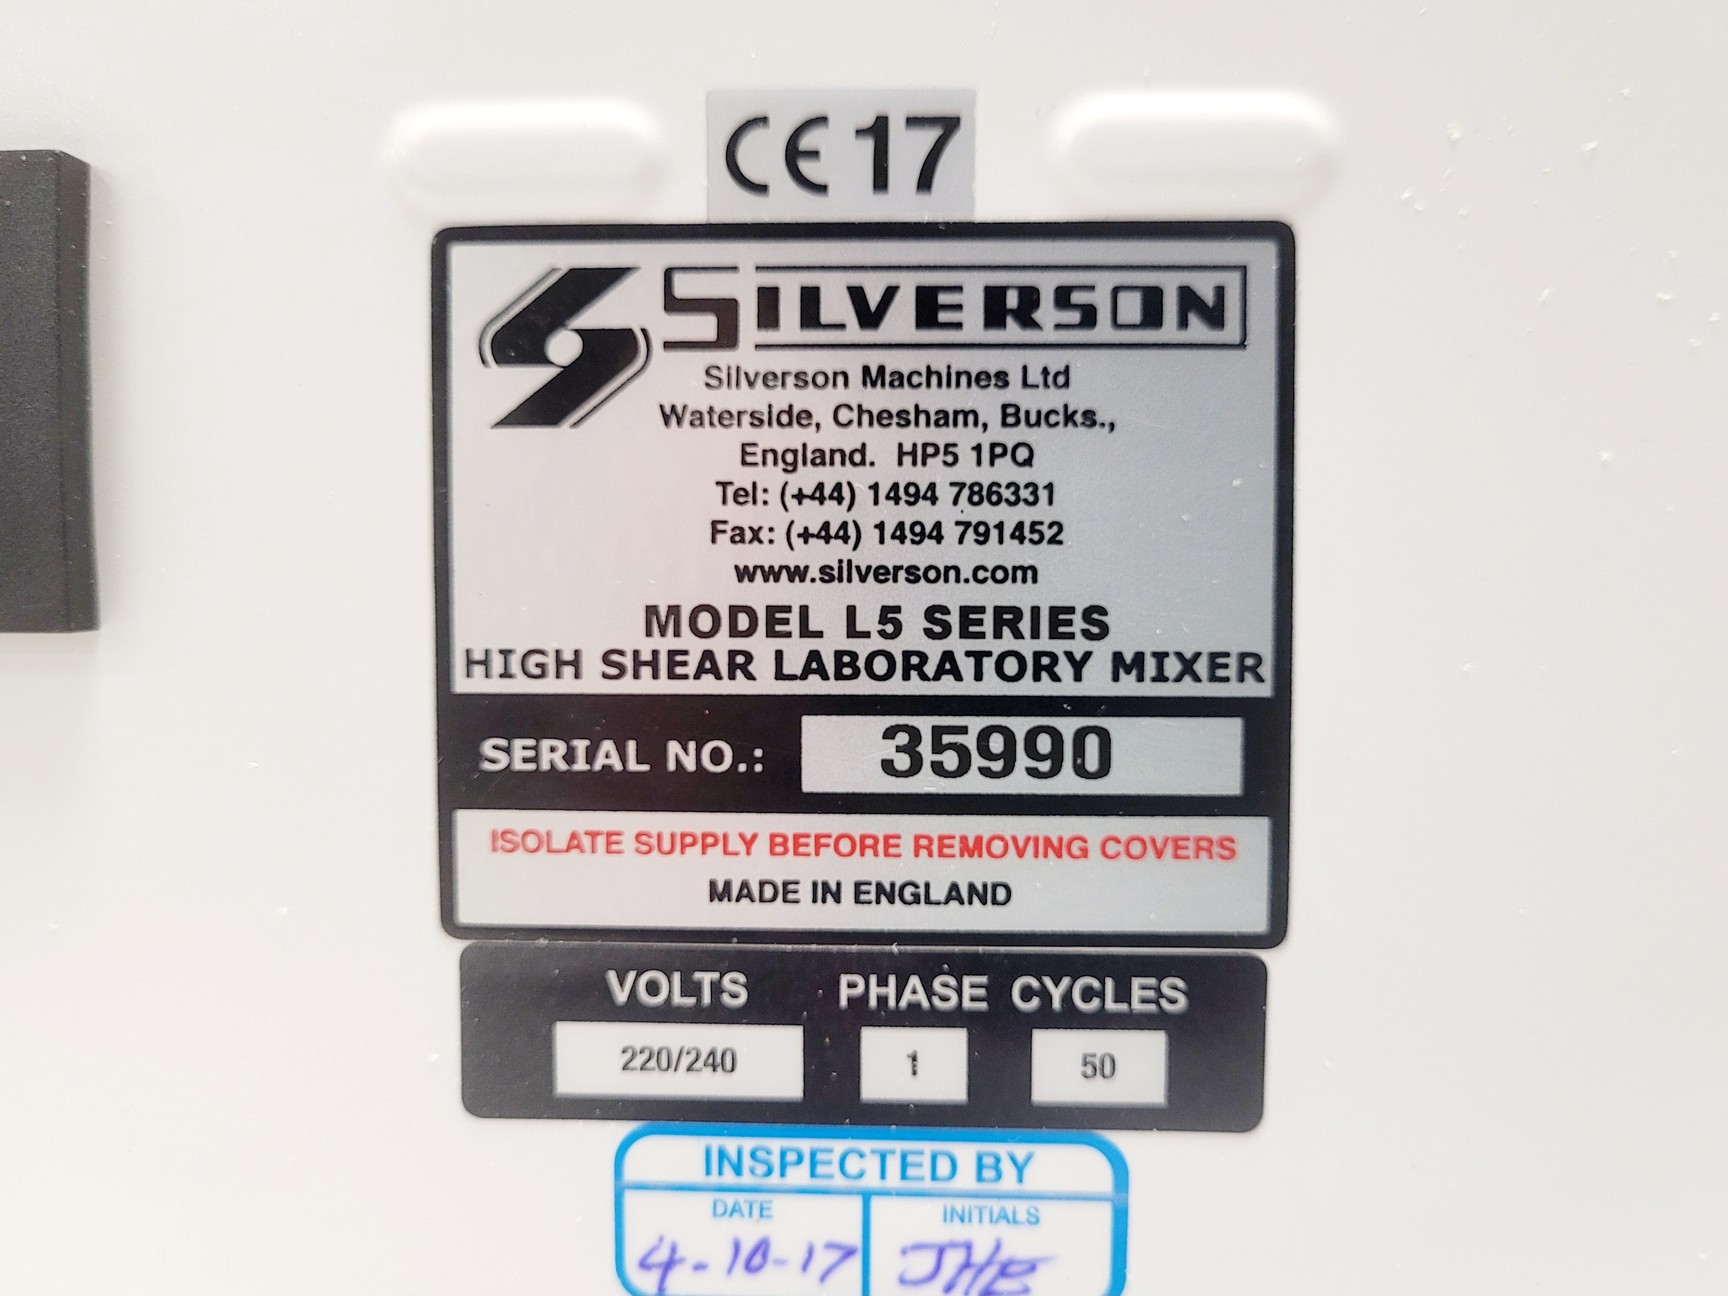 CE 17
SILVERSON
Silverson Machines Ltd
Waterside, Chesham, Bucks.,
England. HP5 1PQ
Tel: (+44) 1494 786331
Fax: (+44) 1494 791452
www.silverson.com
MODEL L5 SERIES
HIGH SHEAR LABORATORY MIXER
SERIAL NO.: 35990
ISOLATE SUPPLY BEFORE REMOVING COVERS
MADE IN ENGLAND
VOLTS PHASE CYCLES
220/240 1 50
INSPECTED BY
DATE INITIALS
4-10-17 JHE